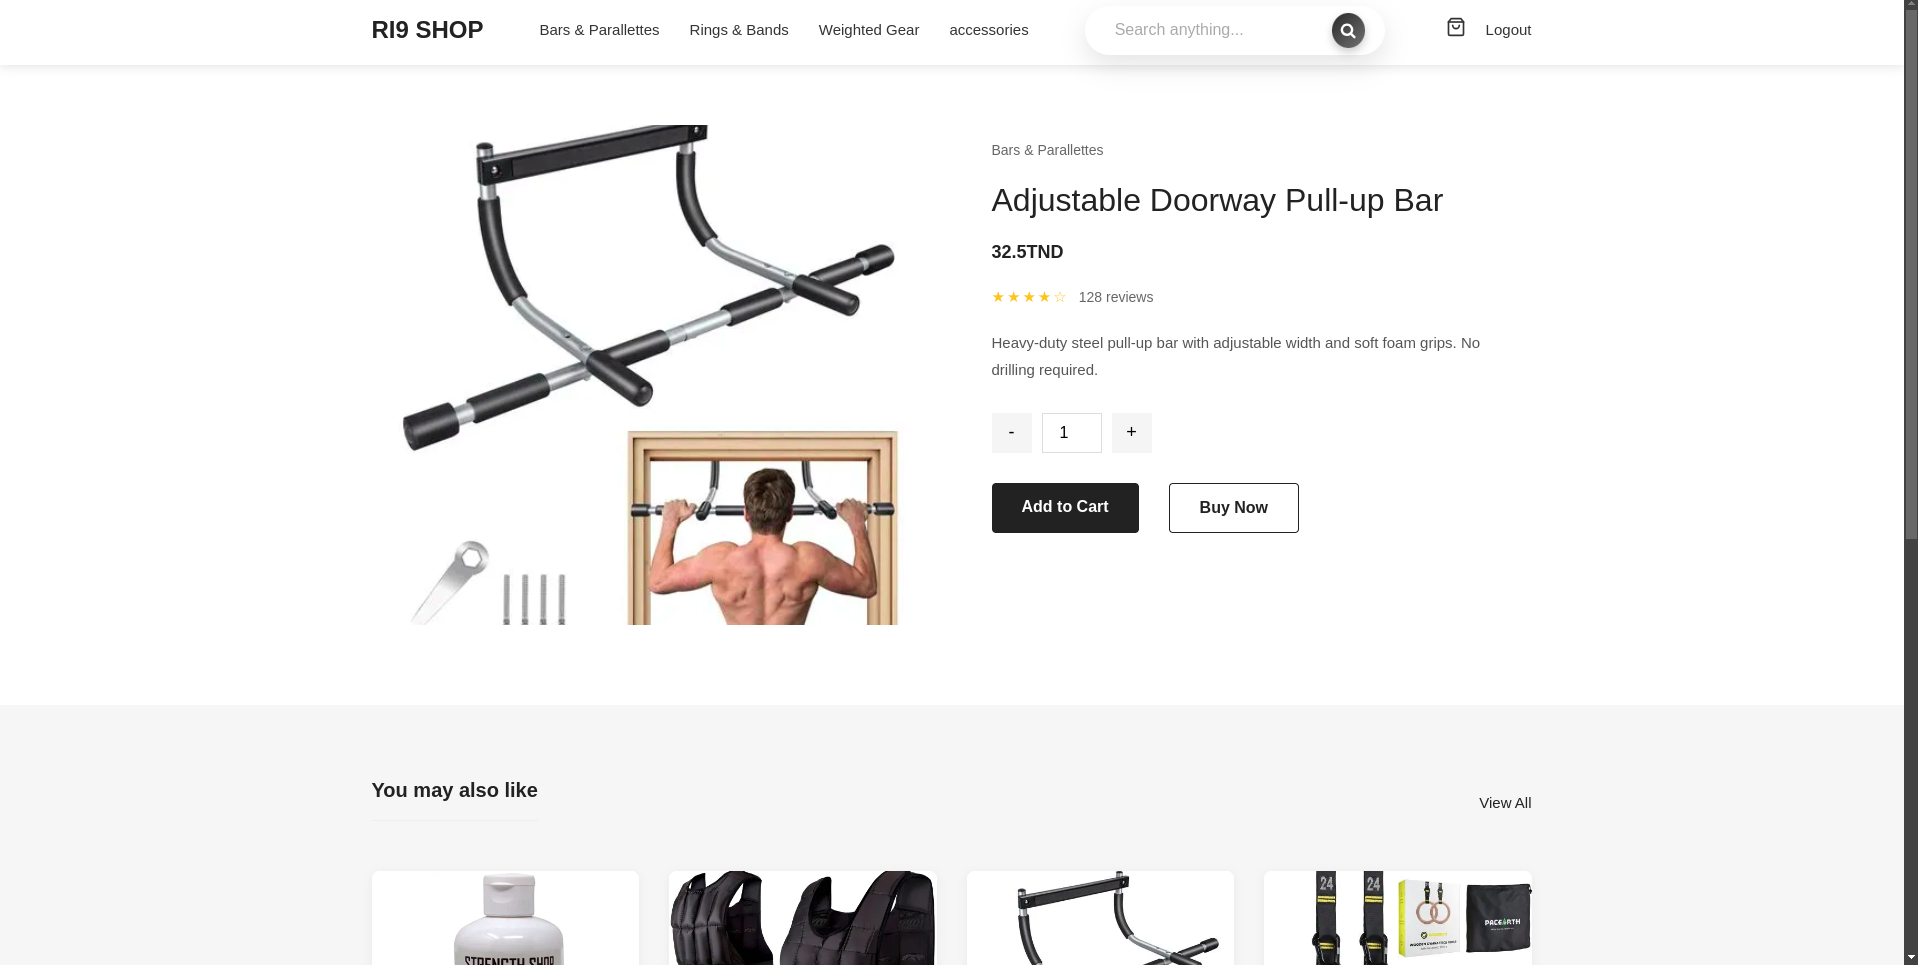 RI9 SHOP
Bars & Parallettes
Rings & Bands
Weighted Gear
accessories
Search anything...
Logout
Bars & Parallettes
Adjustable Doorway Pull-up Bar
32.5TND
★★★★☆ 128 reviews
Heavy-duty steel pull-up bar with adjustable width and soft foam grips. No
drilling required.
- 1 +
Add to Cart
Buy Now
You may also like
View All
STRENGTH SHOP
24
24
PACEARTH